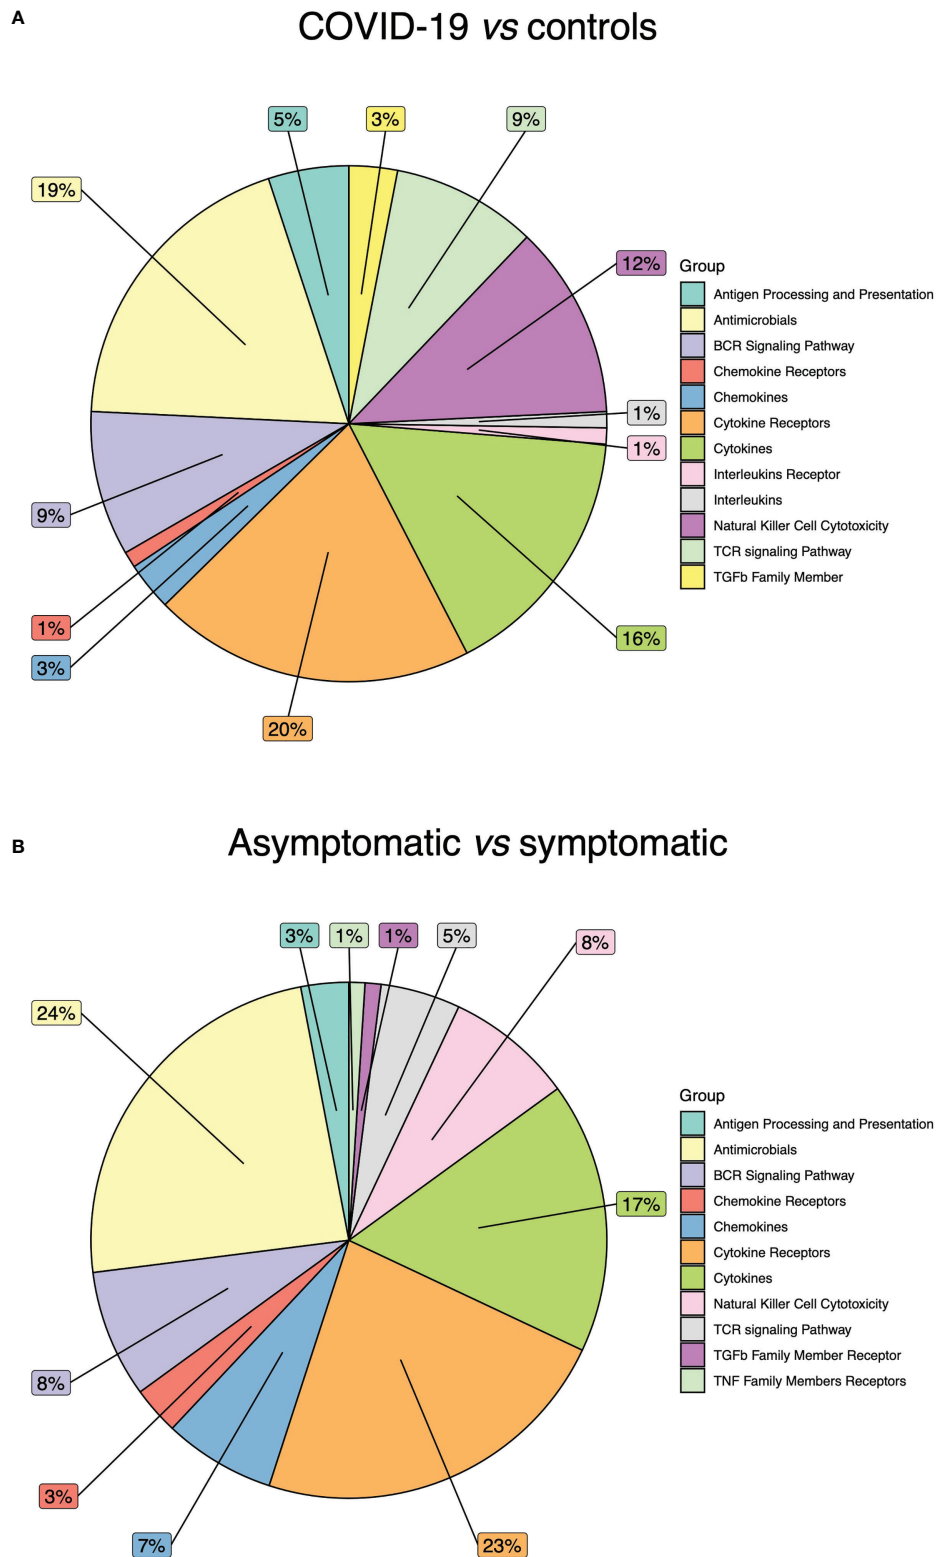 A
COVID-19 vs controls
5%
3%
9%
19%
12%
1%
1%
9%
1%
3%
16%
20%
Group
Antigen Processing and Presentation
Antimicrobials
BCR Signaling Pathway
Chemokine Receptors
Chemokines
Cytokine Receptors
Cytokines
Interleukins Receptor
Interleukins
Natural Killer Cell Cytotoxicity
TCR signaling Pathway
TGFb Family Member
B
Asymptomatic vs symptomatic
3%
1%
1%
5%
8%
24%
17%
8%
3%
7%
23%
Group
Antigen Processing and Presentation
Antimicrobials
BCR Signaling Pathway
Chemokine Receptors
Chemokines
Cytokine Receptors
Cytokines
Natural Killer Cell Cytotoxicity
TCR signaling Pathway
TGFb Family Member Receptor
TNF Family Members Receptors